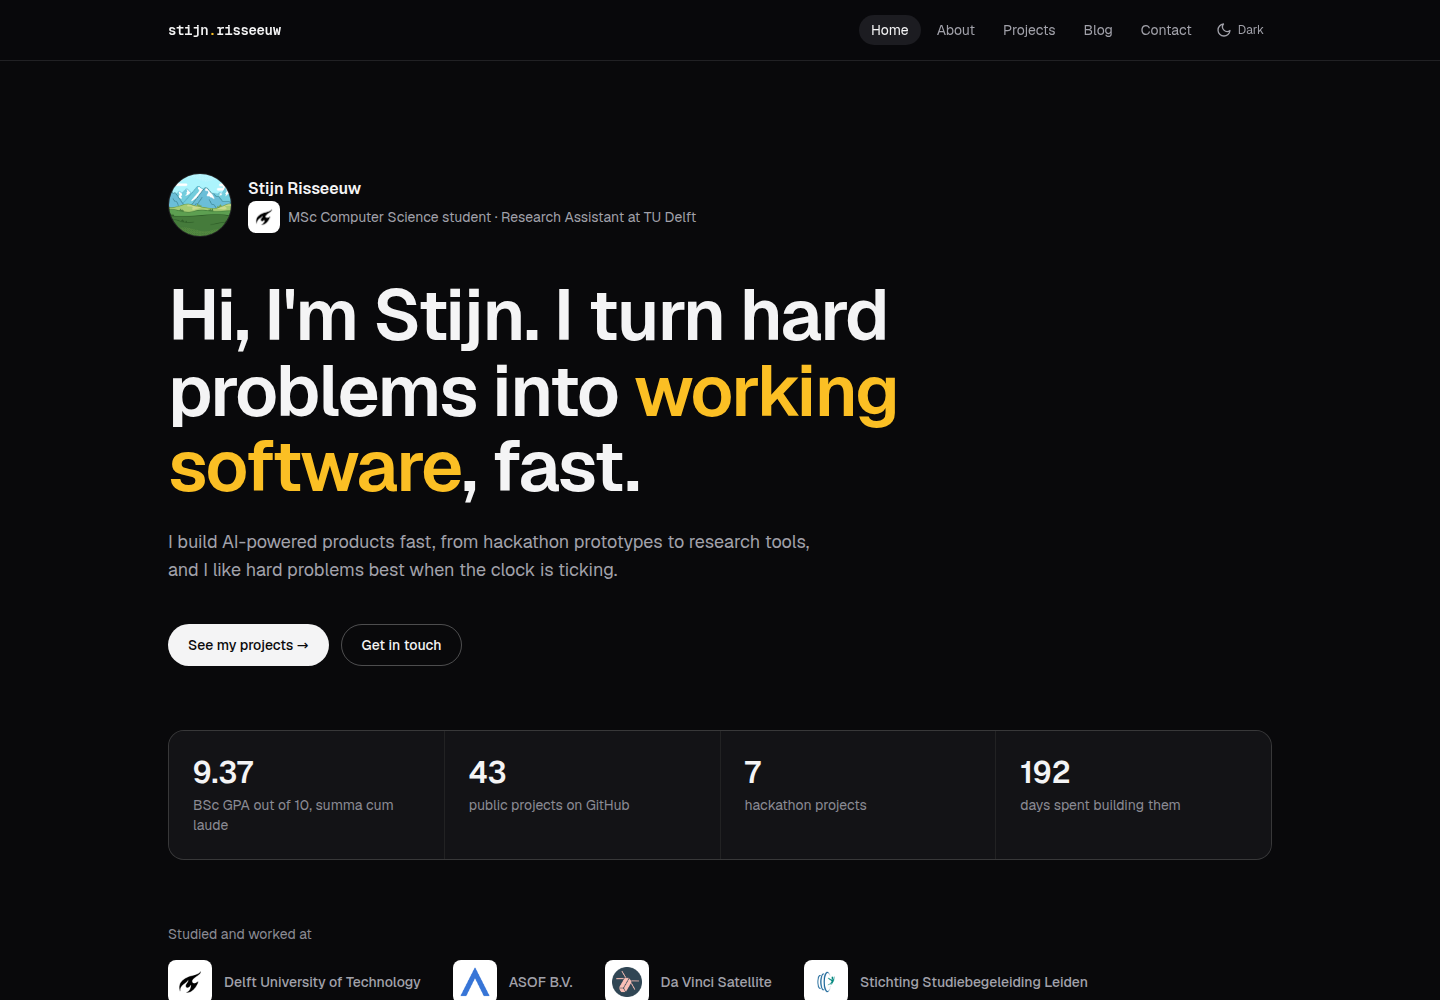 stijn.risseeuw
Home
About
Projects
Blog
Contact
Dark
Stijn Risseeuw
MSc Computer Science student · Research Assistant at TU Delft
Hi, I'm Stijn. I turn hard
problems into working
software, fast.
I build AI-powered products fast, from hackathon prototypes to research tools,
and I like hard problems best when the clock is ticking.
See my projects →
Get in touch
9.37
BSc GPA out of 10, summa cum
laude
43
public projects on GitHub
7
hackathon projects
192
days spent building them
Studied and worked at
Delft University of Technology
ASOF B.V.
Da Vinci Satellite
Stichting Studiebegeleiding Leiden